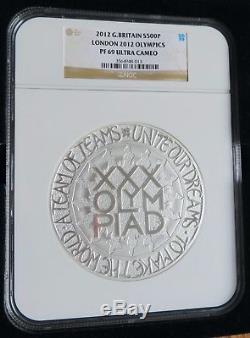 2012 G.BRITAIN S500P
LONDON 2012 OLYMPICS
PF 69 ULTRA CAMEO
NGC
UNITE OUR DREAMS TO MAKE THE WORLD A TEAM OF TEAMS
XXX
OLYM
PIAD